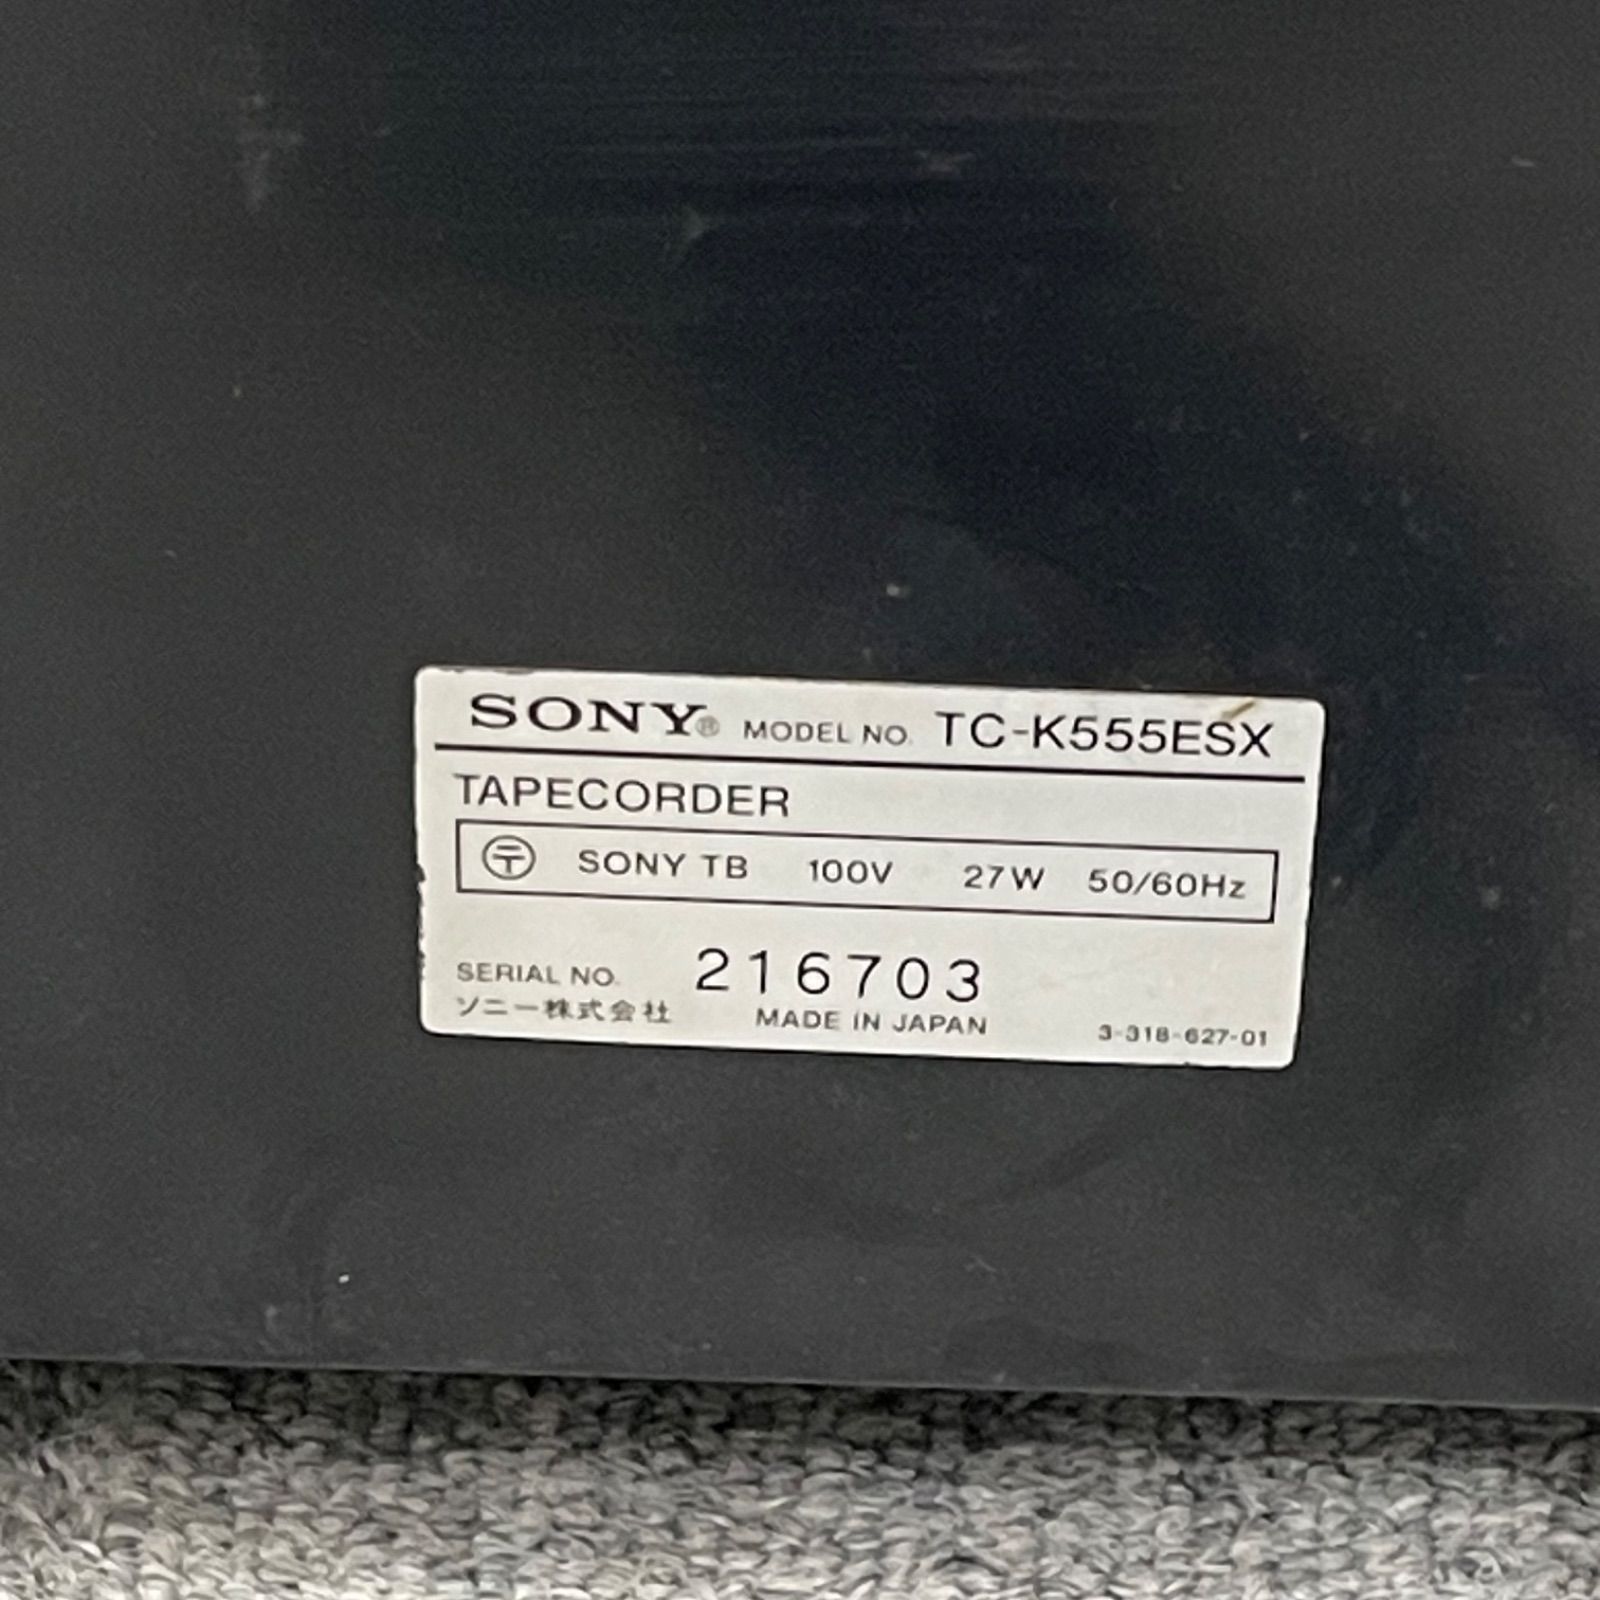 SONY® MODEL NO. TC-K555ESX
TAPECORDER
〶 SONY TB 100V 27W 50/60Hz
SERIAL NO. 216703
ソニー株式会社 MADE IN JAPAN 3-318-627-01